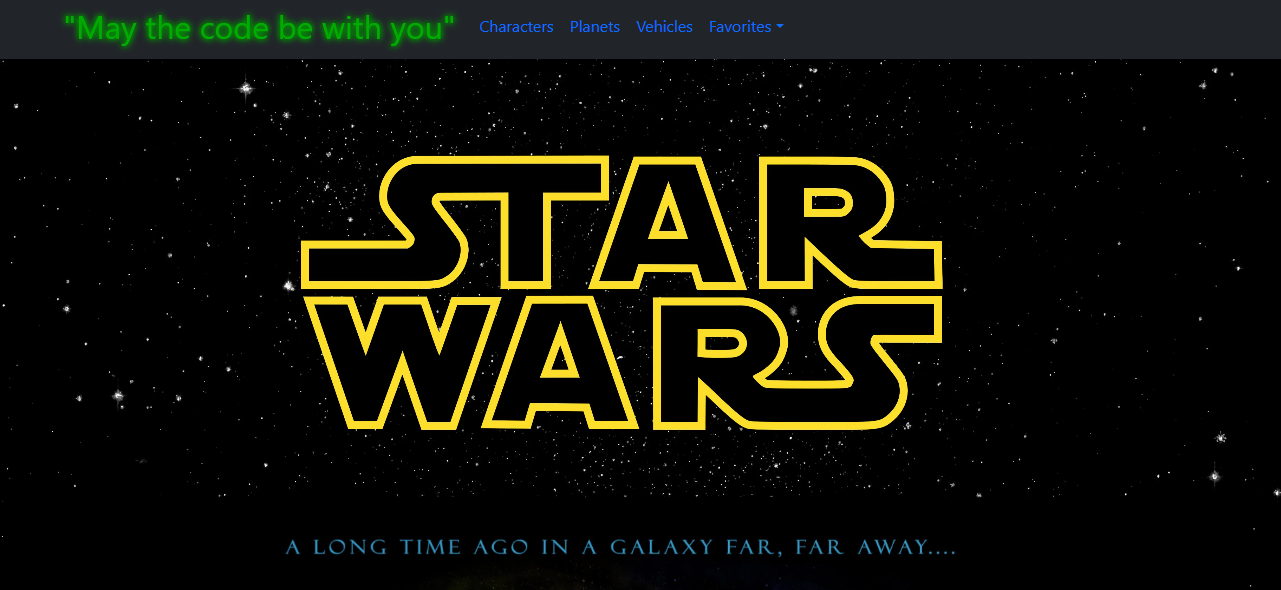 "May the code be with you" Characters Planets Vehicles Favorites
STAR
WARS
A LONG TIME AGO IN A GALAXY FAR, FAR AWAY....